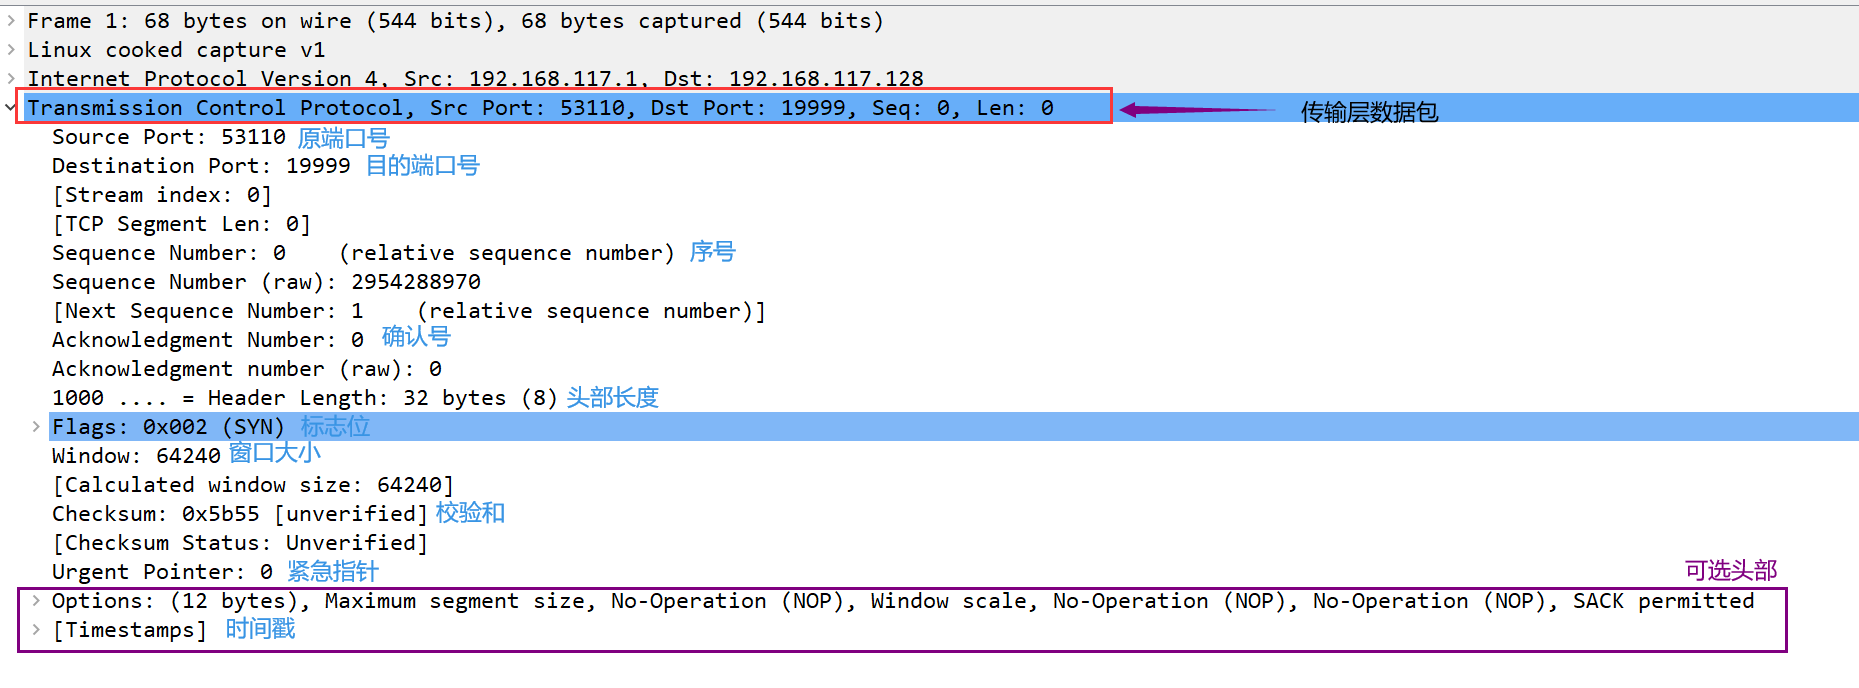 Frame 1: 68 bytes on wire (544 bits), 68 bytes captured (544 bits)
Linux cooked capture v1
Internet Protocol Version 4, Src: 192.168.117.1, Dst: 192.168.117.128
Transmission Control Protocol, Src Port: 53110, Dst Port: 19999, Seq: 0, Len: 0 传输层数据包
Source Port: 53110 原端口号
Destination Port: 19999 目的端口号
[Stream index: 0]
[TCP Segment Len: 0]
Sequence Number: 0    (relative sequence number) 序号
Sequence Number (raw): 2954288970
[Next Sequence Number: 1    (relative sequence number)]
Acknowledgment Number: 0 确认号
Acknowledgment number (raw): 0
1000 .... = Header Length: 32 bytes (8) 头部长度
Flags: 0x002 (SYN) 标志位
Window: 64240 窗口大小
[Calculated window size: 64240]
Checksum: 0x5b55 [unverified] 校验和
[Checksum Status: Unverified]
Urgent Pointer: 0 紧急指针 可选头部
Options: (12 bytes), Maximum segment size, No-Operation (NOP), Window scale, No-Operation (NOP), No-Operation (NOP), SACK permitted
[Timestamps] 时间戳